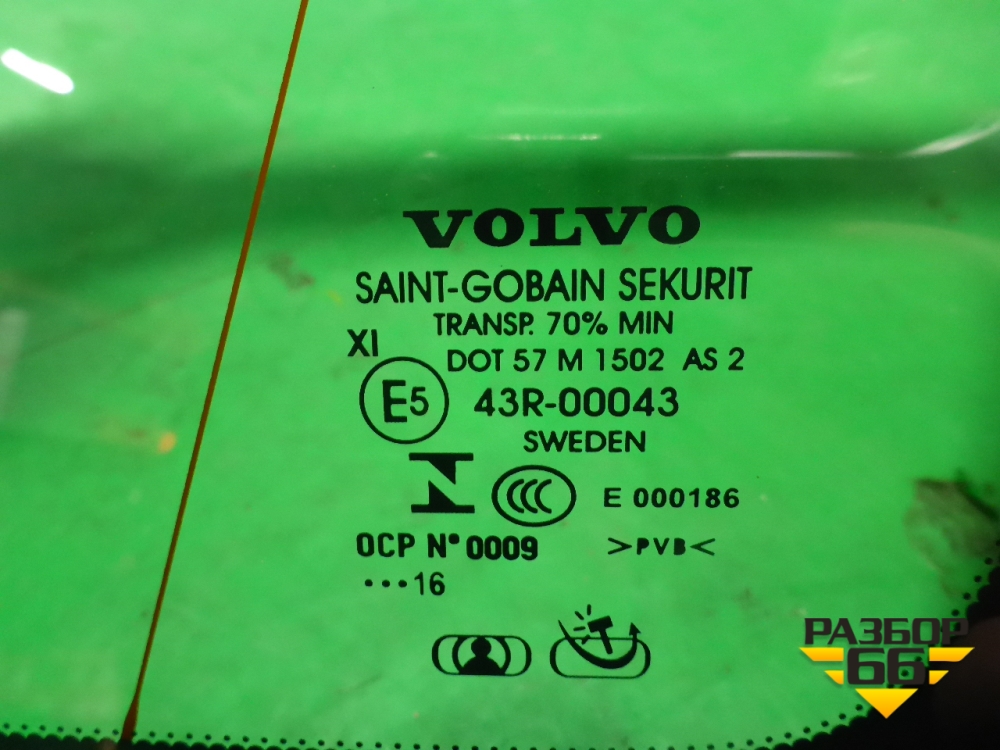 VOLVO
SAINT-GOBAIN SEKURIT
TRANSP. 70% MIN
XI
DOT 57 M 1502 AS 2
E5 43R-00043
SWEDEN
CCC E 000186
OCP N° 0009 >PVB<
•••16
РАЗБОР
66